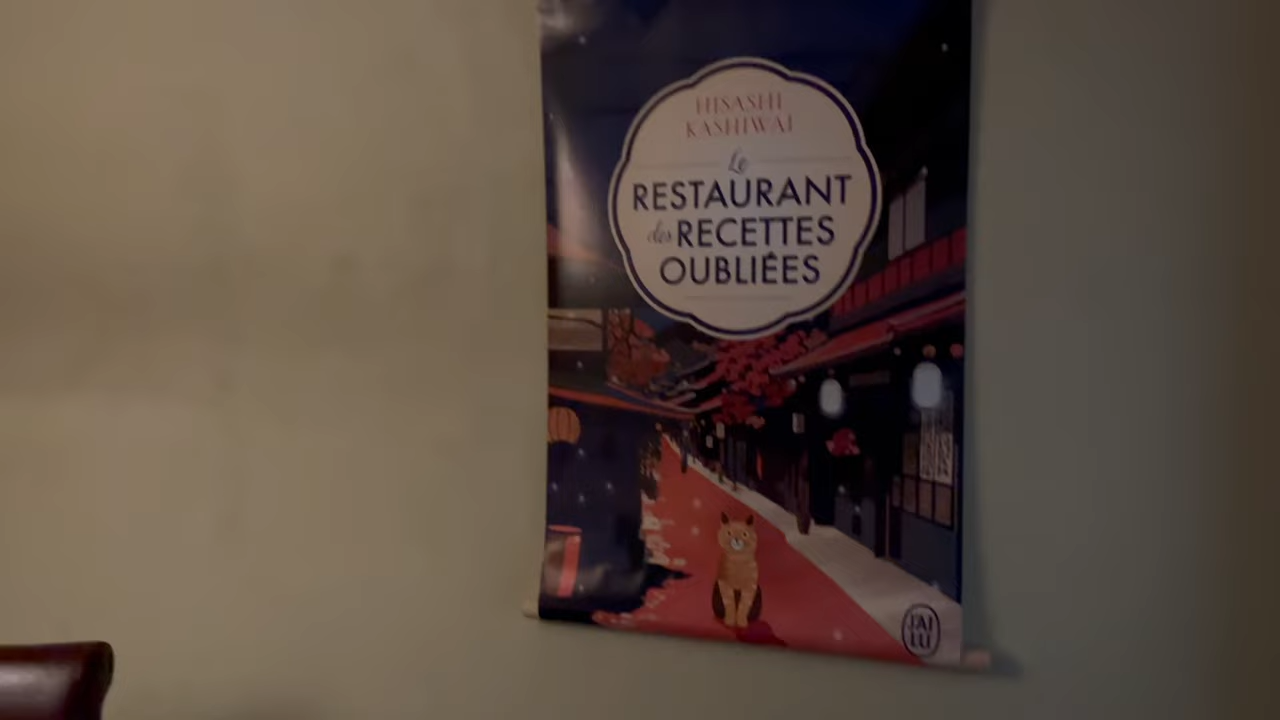 HISASHI
KASHIWAI
Le
RESTAURANT
des RECETTES
OUBLIÉES
J'AI
LU